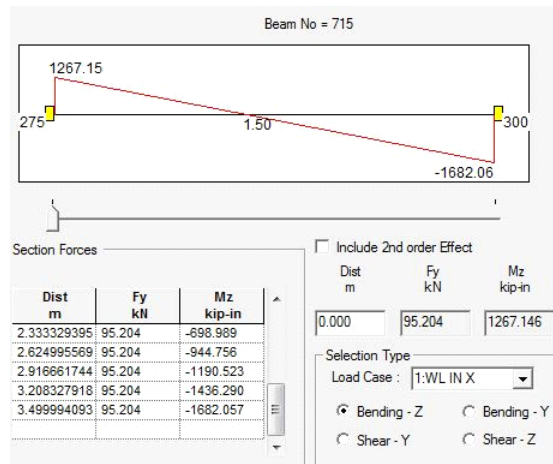 Beam No = 715
1267.15
275
1.50
300
-1682.06
Section Forces
Dist m Fy kN Mz kip-in
2.333329395 95.204 -698.989
2.624995569 95.204 -944.756
2.916661744 95.204 -1190.523
3.208327918 95.204 -1436.290
3.499994093 95.204 -1682.057
Include 2nd order Effect
Dist m Fy kN Mz kip-in
0.000 95.204 1267.146
Selection Type
Load Case : 1:WL IN X
Bending - Z Bending - Y
Shear - Y Shear - Z